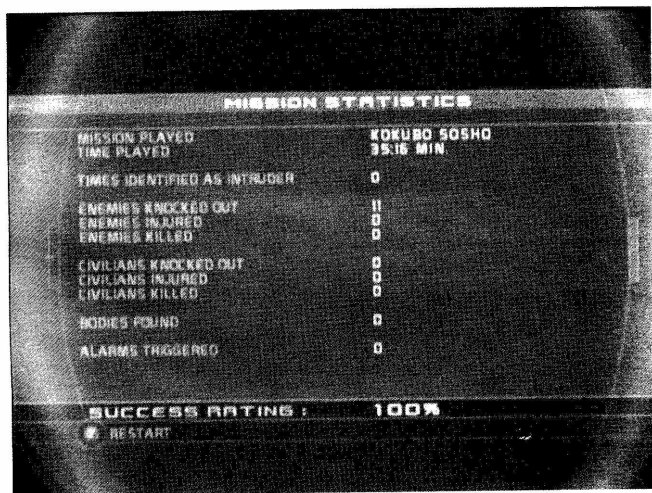 MISSION STATISTICS
MISSION PLAYED KOKUBO SOSHO
TIME PLAYED 35:16 MIN
TIMES IDENTIFIED AS INTRUDER 0
ENEMIES KNOCKED OUT 11
ENEMIES INJURED 0
ENEMIES KILLED 0
CIVILIANS KNOCKED OUT 0
CIVILIANS INJURED 0
CIVILIANS KILLED 0
BODIES FOUND 0
ALARMS TRIGGERED 0
SUCCESS RATING: 100%
RESTART